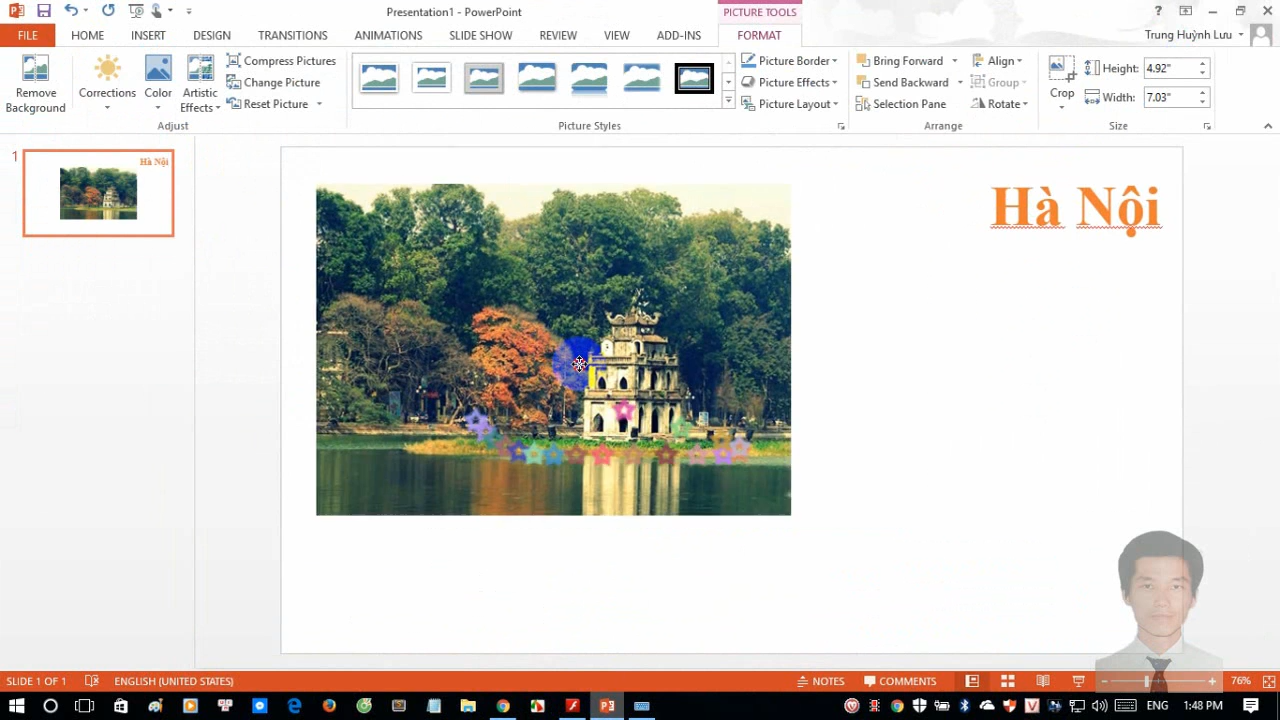 Presentation1 - PowerPoint
PICTURE TOOLS
?
FILE
HOME
INSERT
DESIGN
TRANSITIONS
ANIMATIONS
SLIDE SHOW
REVIEW
VIEW
ADD-INS
FORMAT
Trung Huỳnh Lưu
Remove Background
Corrections
Color
Artistic Effects
Compress Pictures
Change Picture
Reset Picture
Picture Border
Picture Effects
Picture Layout
Bring Forward
Send Backward
Selection Pane
Align
Group
Rotate
Crop
Height: 4.92"
Width: 7.03"
Adjust
Picture Styles
Arrange
Size
1
Hà Nội
Hà Nội
SLIDE 1 OF 1
ENGLISH (UNITED STATES)
NOTES
COMMENTS
76%
ENG
1:48 PM